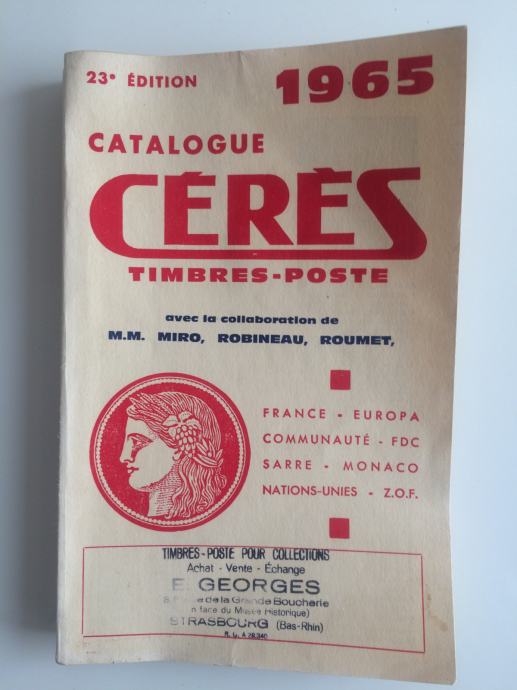 23e ÉDITION 1965
CATALOGUE
CÉRÈS
TIMBRES-POSTE
avec la collaboration de
M.M. MIRO, ROBINEAU, ROUMET,
FRANCE - EUROPA
COMMUNAUTÉ - FDC
SARRE - MONACO
NATIONS-UNIES - Z.O.F.
TIMBRES-POSTE POUR COLLECTIONS
Achat - Vente - Échange
E. GEORGES
de la Grande Boucherie
n face du Musée Historique)
STRASBOURG (Bas-Rhin)